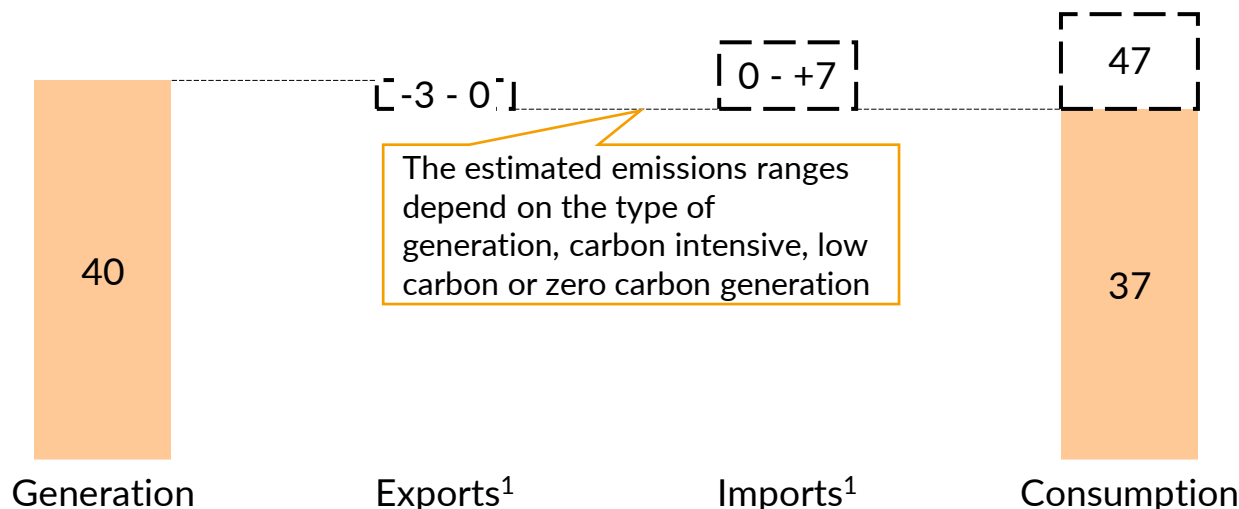 47
0 - +7
-3 - 0
The estimated emissions ranges
depend on the type of
generation, carbon intensive, low
carbon or zero carbon generation
40
37
Generation
Exports¹
Imports¹
Consumption